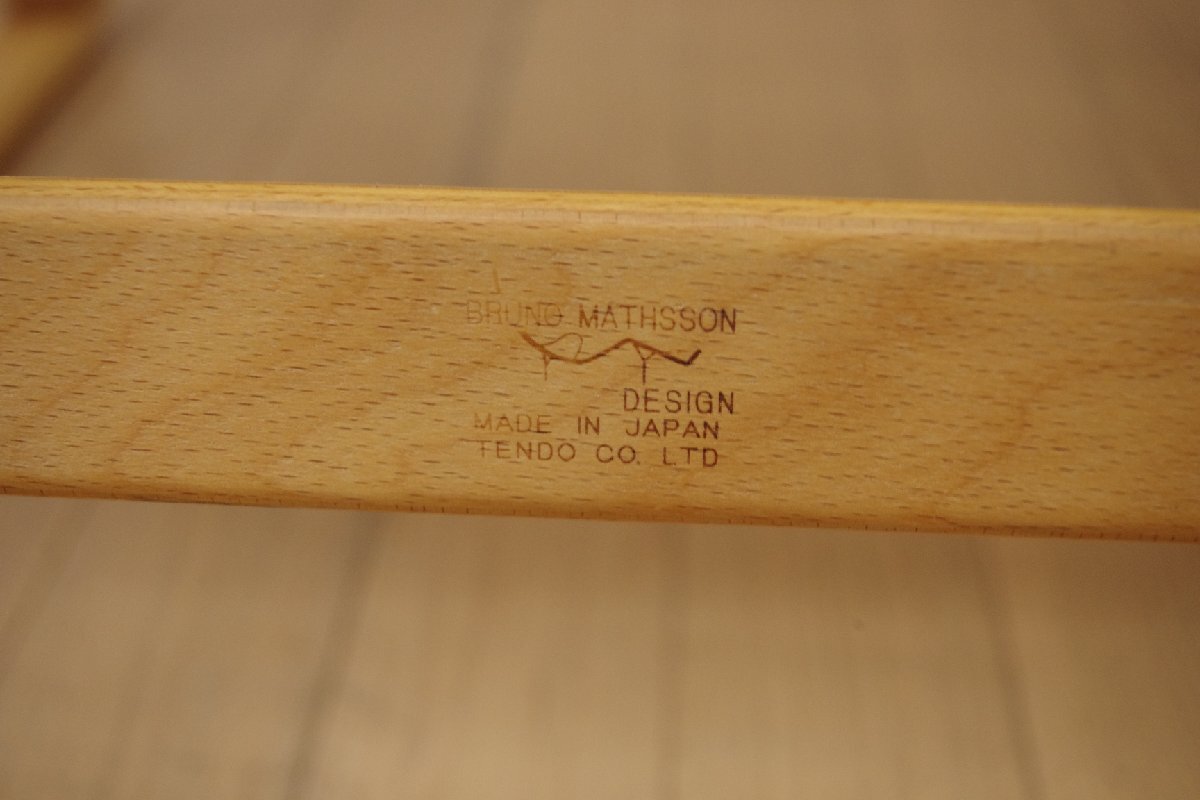 BRUNO MATHSSON
DESIGN
MADE IN JAPAN
TENDO CO. LTD